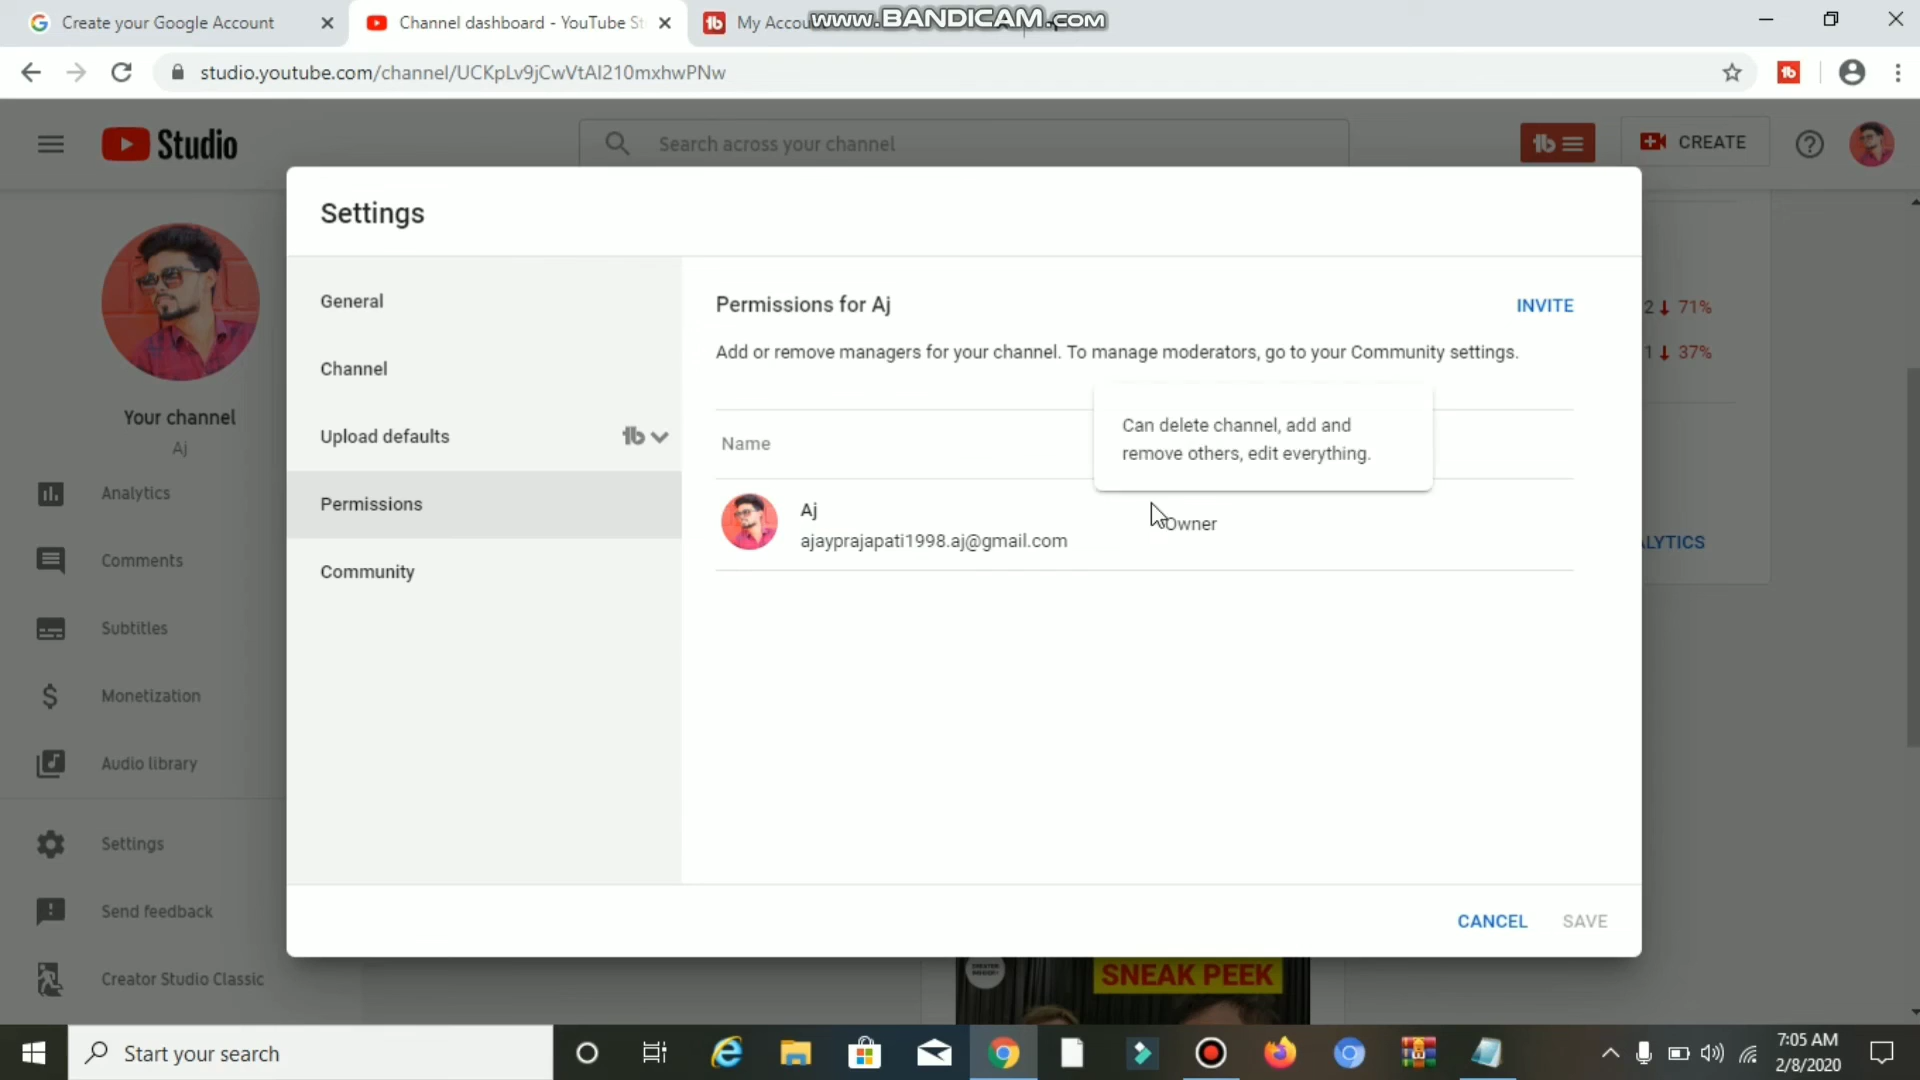 Create your Google Account
Channel dashboard - YouTube St
My Accou
www.BANDICAM.COM
studio.youtube.com/channel/UCKpLv9jCwVtAI210mxhwPNw
Studio
Search across your channel
CREATE
Settings
General
Channel
Upload defaults
Permissions
Community
Permissions for Aj
INVITE
Add or remove managers for your channel. To manage moderators, go to your Community settings.
Can delete channel, add and
remove others, edit everything.
Name
Aj
ajayprajapati1998.aj@gmail.com
Owner
CANCEL
SAVE
Your channel
Aj
Analytics
Comments
Subtitles
Monetization
Audio library
Settings
Send feedback
Creator Studio Classic
2 71%
1 37%
LYTICS
SNEAK PEEK
Start your search
7:05 AM
2/8/2020